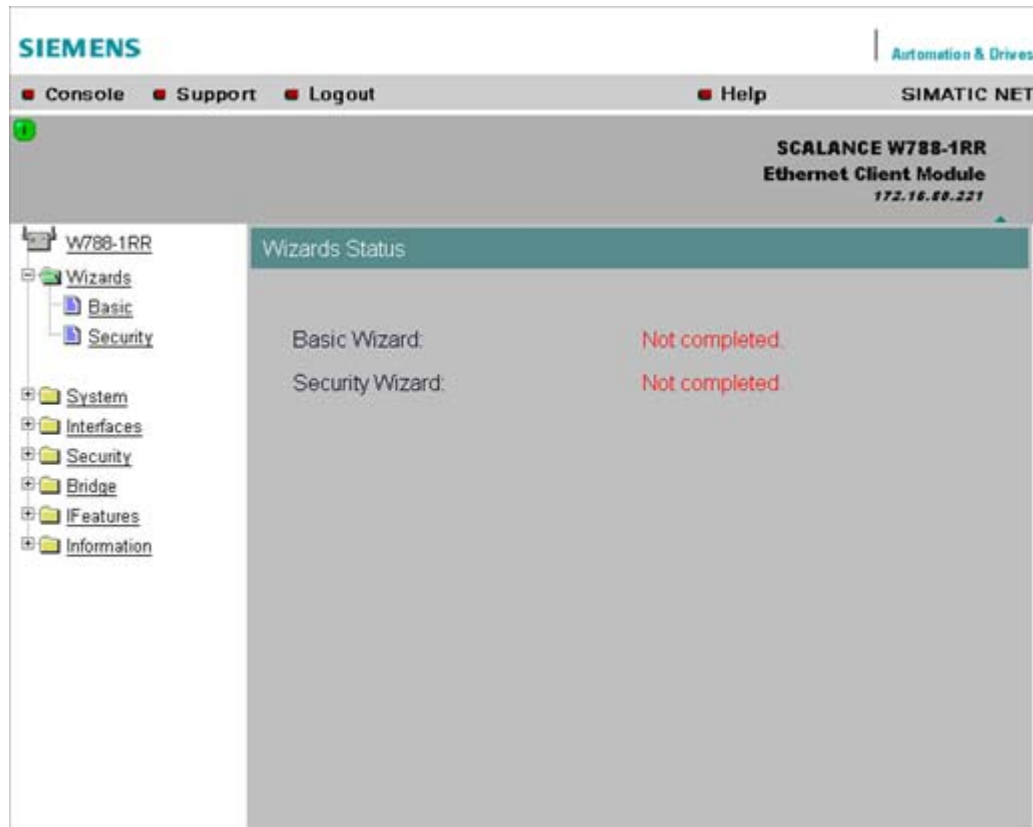 SIEMENS
Automation & Drives
Console Support Logout Help SIMATIC NET
SCALANCE W788-1RR
Ethernet Client Module
W788-1RR
Wizards
Basic
Security
System
Interfaces
Security
Bridge
IFeatures
Information
Wizards Status
Basic Wizard: Not completed.
Security Wizard: Not completed.